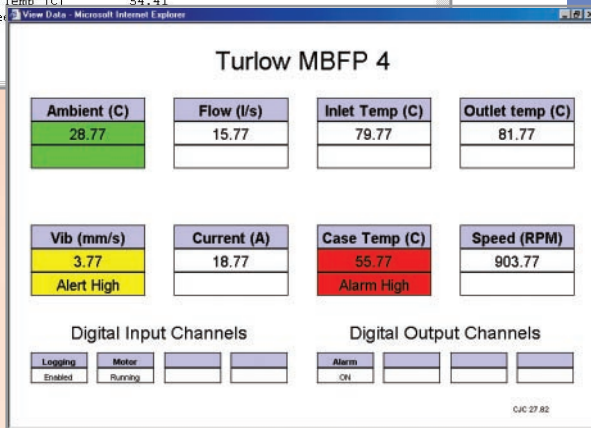 Temp (C) 54.41
View Data - Microsoft Internet Explorer
Turlow MBFP 4
Ambient (C) Flow (l/s) Inlet Temp (C) Outlet temp (C)
28.77 15.77 79.77 81.77
Vib (mm/s) Current (A) Case Temp (C) Speed (RPM)
3.77 18.77 55.77 903.77
Alert High Alarm High
Digital Input Channels Digital Output Channels
Logging Motor Alarm
Enabled Running ON
CJC 27.82